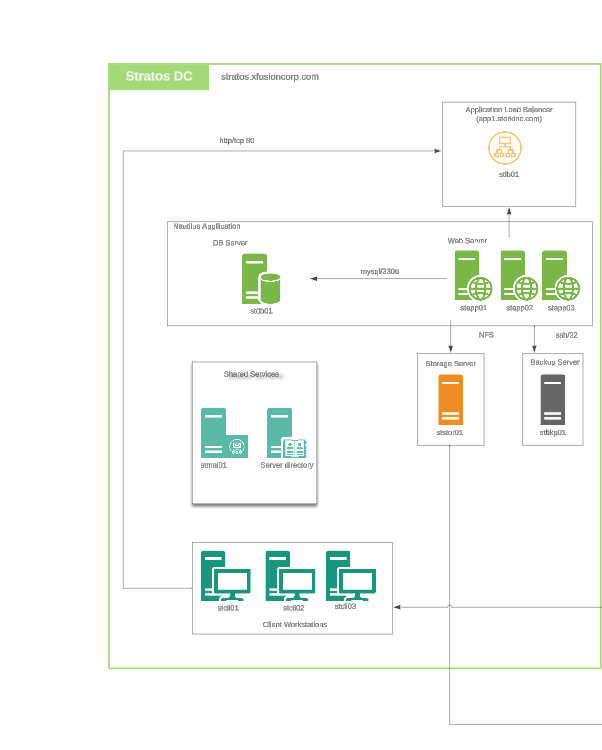 Stratos DC
stratos.xfusioncorp.com
Application Load Balancer
(app1.storkinc.com)
stdb01
http/tcp 80
Nautilus Application
DB Server
stdb01
mysql/3306
Web Server
stapp01
stapp02
stapp03
NFS
ssh/22
Storage Server
ststor01
Backup Server
stbkp01
Shared Services
stmail01
Server directory
stcli01
stcli02
stcli03
Client Workstations